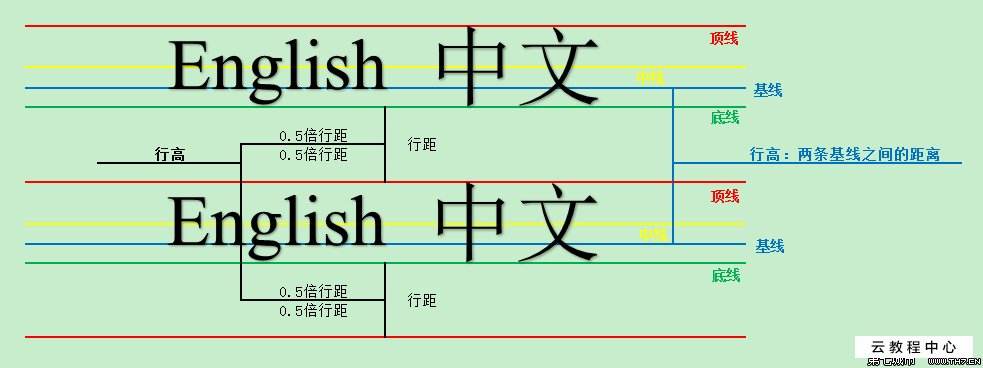 顶线
English 中文
中线
基线
底线
0.5倍行距
行高
0.5倍行距
行距
行高：两条基线之间的距离
顶线
English 中文
中线
基线
底线
0.5倍行距
0.5倍行距
行距
云教程中心
WWW.TH7.CN